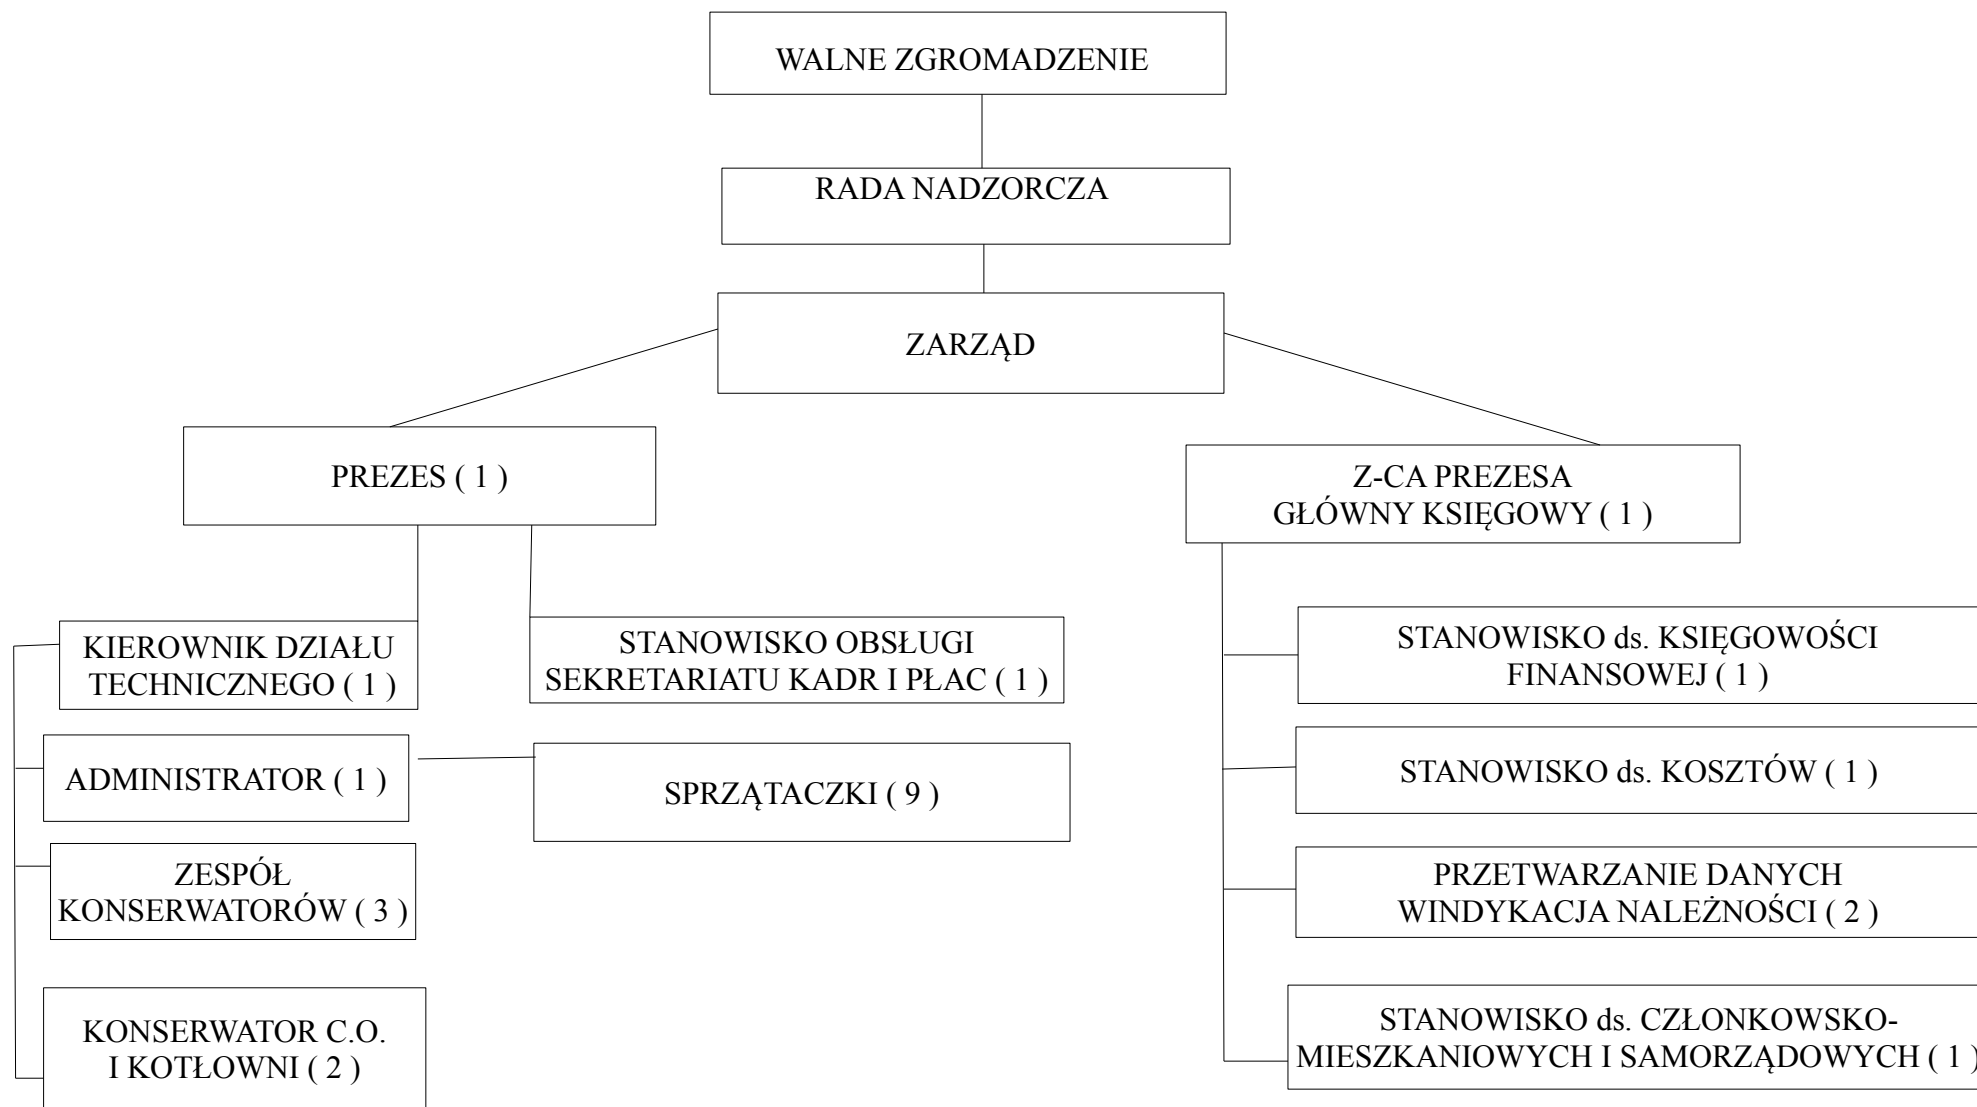 WALNE ZGROMADZENIE
RADA NADZORCZA
ZARZĄD
PREZES ( 1 )
Z-CA PREZESA
GŁÓWNY KSIĘGOWY ( 1 )
KIEROWNIK DZIAŁU
TECHNICZNEGO ( 1 )
STANOWISKO OBSŁUGI
SEKRETARIATU KADR I PŁAC ( 1 )
STANOWISKO ds. KSIĘGOWOŚCI
FINANSOWEJ ( 1 )
ADMINISTRATOR ( 1 )
SPRZĄTACZKI ( 9 )
STANOWISKO ds. KOSZTÓW ( 1 )
ZESPÓŁ
KONSERWATORÓW ( 3 )
PRZETWARZANIE DANYCH
WINDYKACJA NALEŻNOŚCI ( 2 )
KONSERWATOR C.O.
I KOTŁOWNI ( 2 )
STANOWISKO ds. CZŁONKOWSKO-
MIESZKANIOWYCH I SAMORZĄDOWYCH ( 1 )